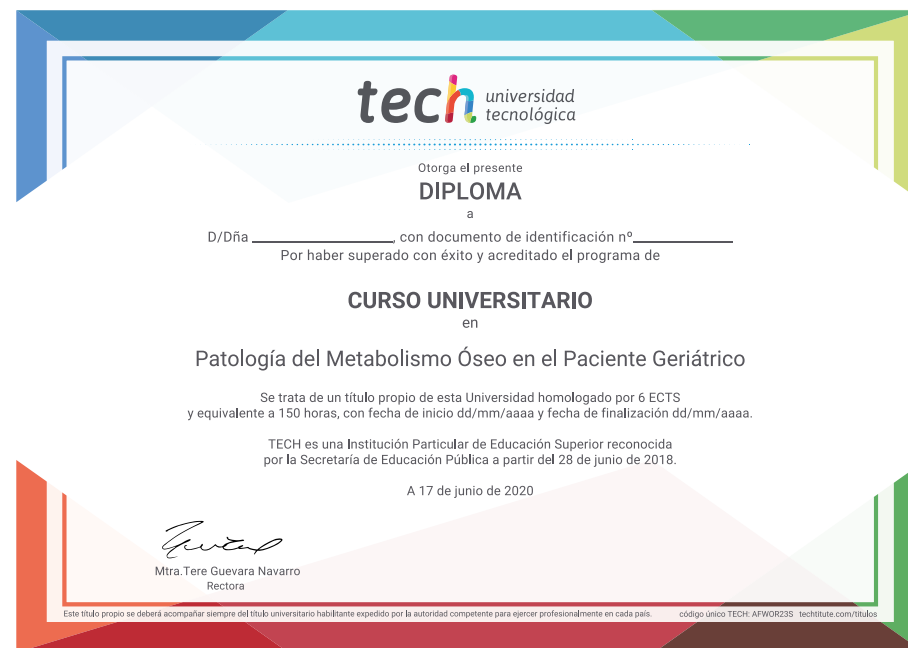 tech universidad
tecnológica
Otorga el presente
DIPLOMA
a
D/Dña ____________________, con documento de identificación nº______________
Por haber superado con éxito y acreditado el programa de
CURSO UNIVERSITARIO
en
Patología del Metabolismo Óseo en el Paciente Geriátrico
Se trata de un título propio de esta Universidad homologado por 6 ECTS
y equivalente a 150 horas, con fecha de inicio dd/mm/aaaa y fecha de finalización dd/mm/aaaa.
TECH es una Institución Particular de Educación Superior reconocida
por la Secretaría de Educación Pública a partir del 28 de junio de 2018.
A 17 de junio de 2020
Mtra.Tere Guevara Navarro
Rectora
Este título propio se deberá acompañar siempre del título universitario habilitante expedido por la autoridad competente para ejercer profesionalmente en cada país. código único TECH: AFWOR23S techtitute.com/titulos